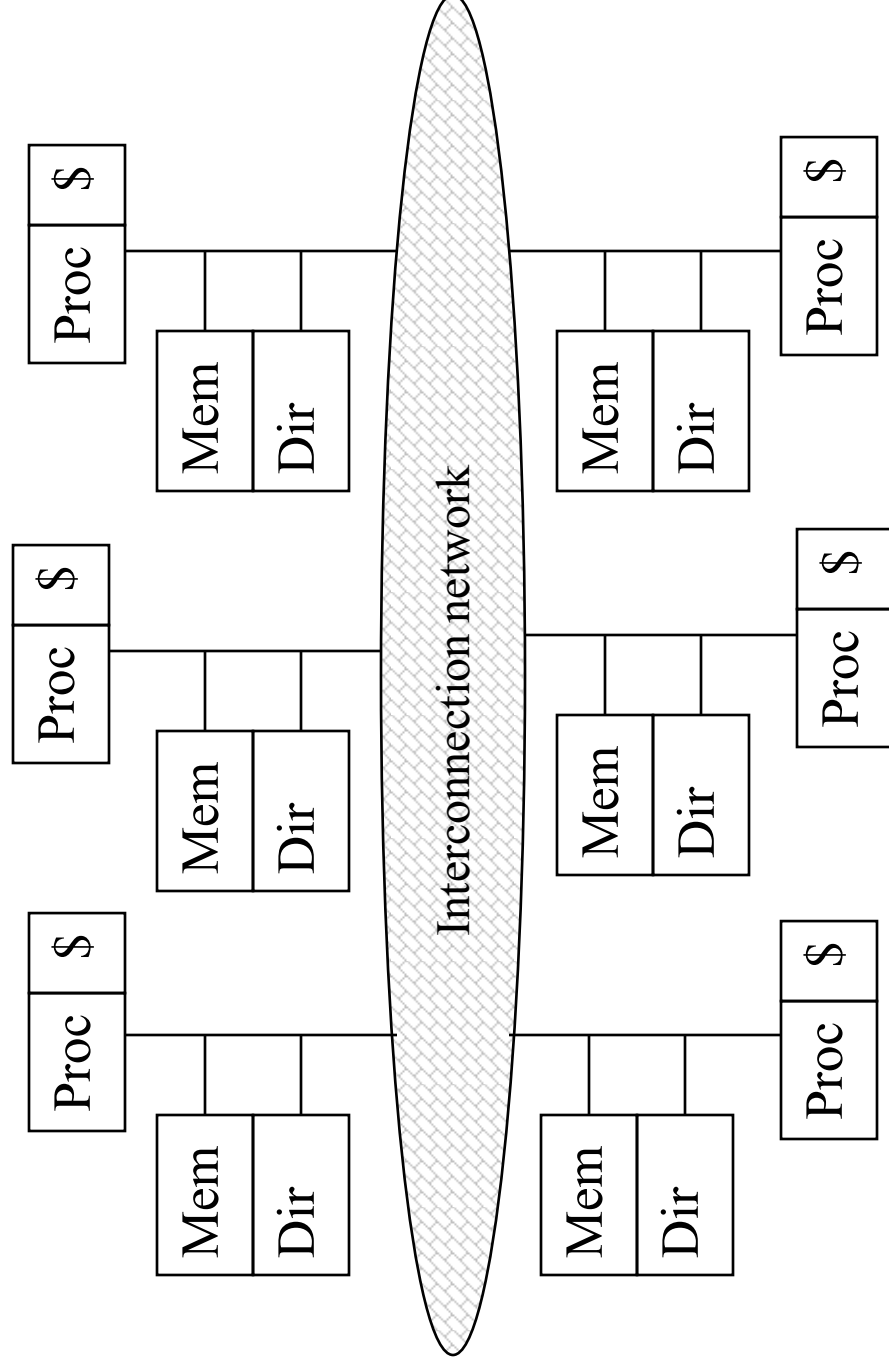 Proc $
Proc $
Proc $
Mem
Mem
Mem
Dir
Dir
Dir
Interconnection network
Mem
Mem
Mem
Dir
Dir
Dir
Proc $
Proc $
Proc $